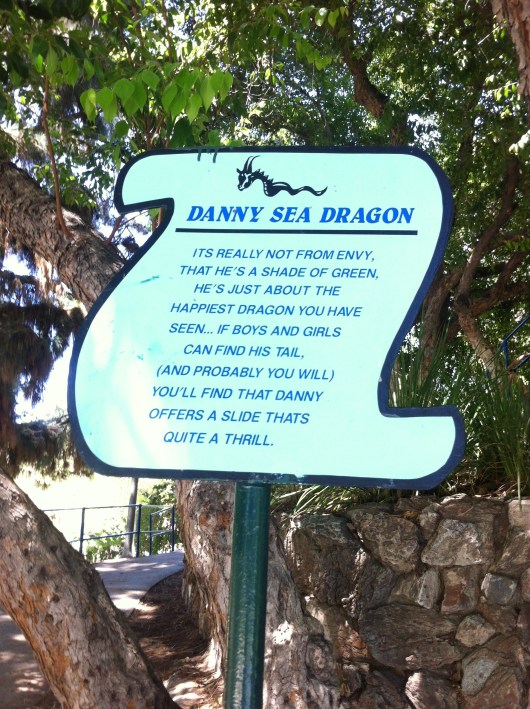 DANNY SEA DRAGON
ITS REALLY NOT FROM ENVY,
THAT HE'S A SHADE OF GREEN,
HE'S JUST ABOUT THE
HAPPIEST DRAGON YOU HAVE
SEEN... IF BOYS AND GIRLS
CAN FIND HIS TAIL,
(AND PROBABLY YOU WILL)
YOU'LL FIND THAT DANNY
OFFERS A SLIDE THATS
QUITE A THRILL.